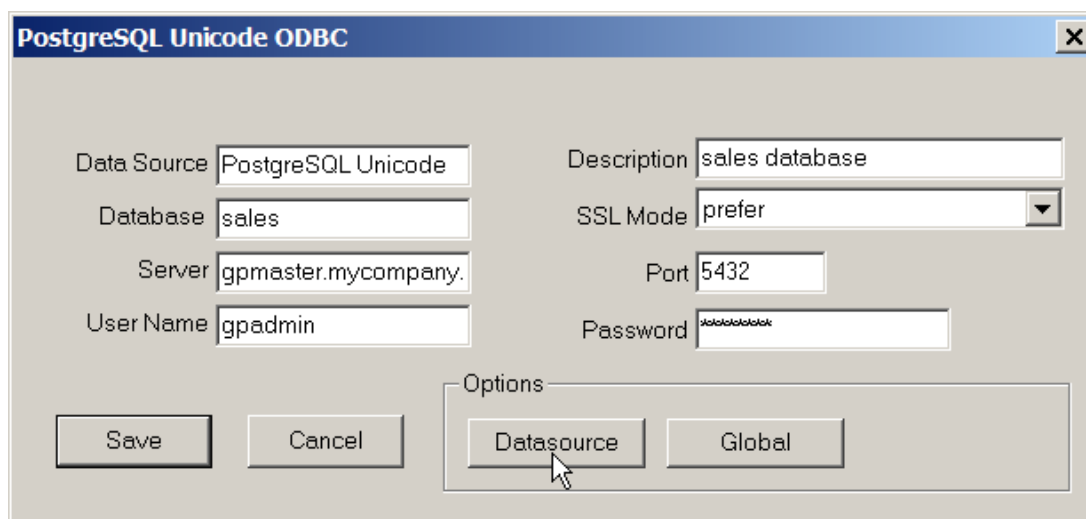 PostgreSQL Unicode ODBC
Data Source PostgreSQL Unicode
Description sales database
Database sales
SSL Mode prefer
Server gpmaster.mycompany.
Port 5432
User Name gpadmin
Password *********
Options
Save
Cancel
Datasource
Global